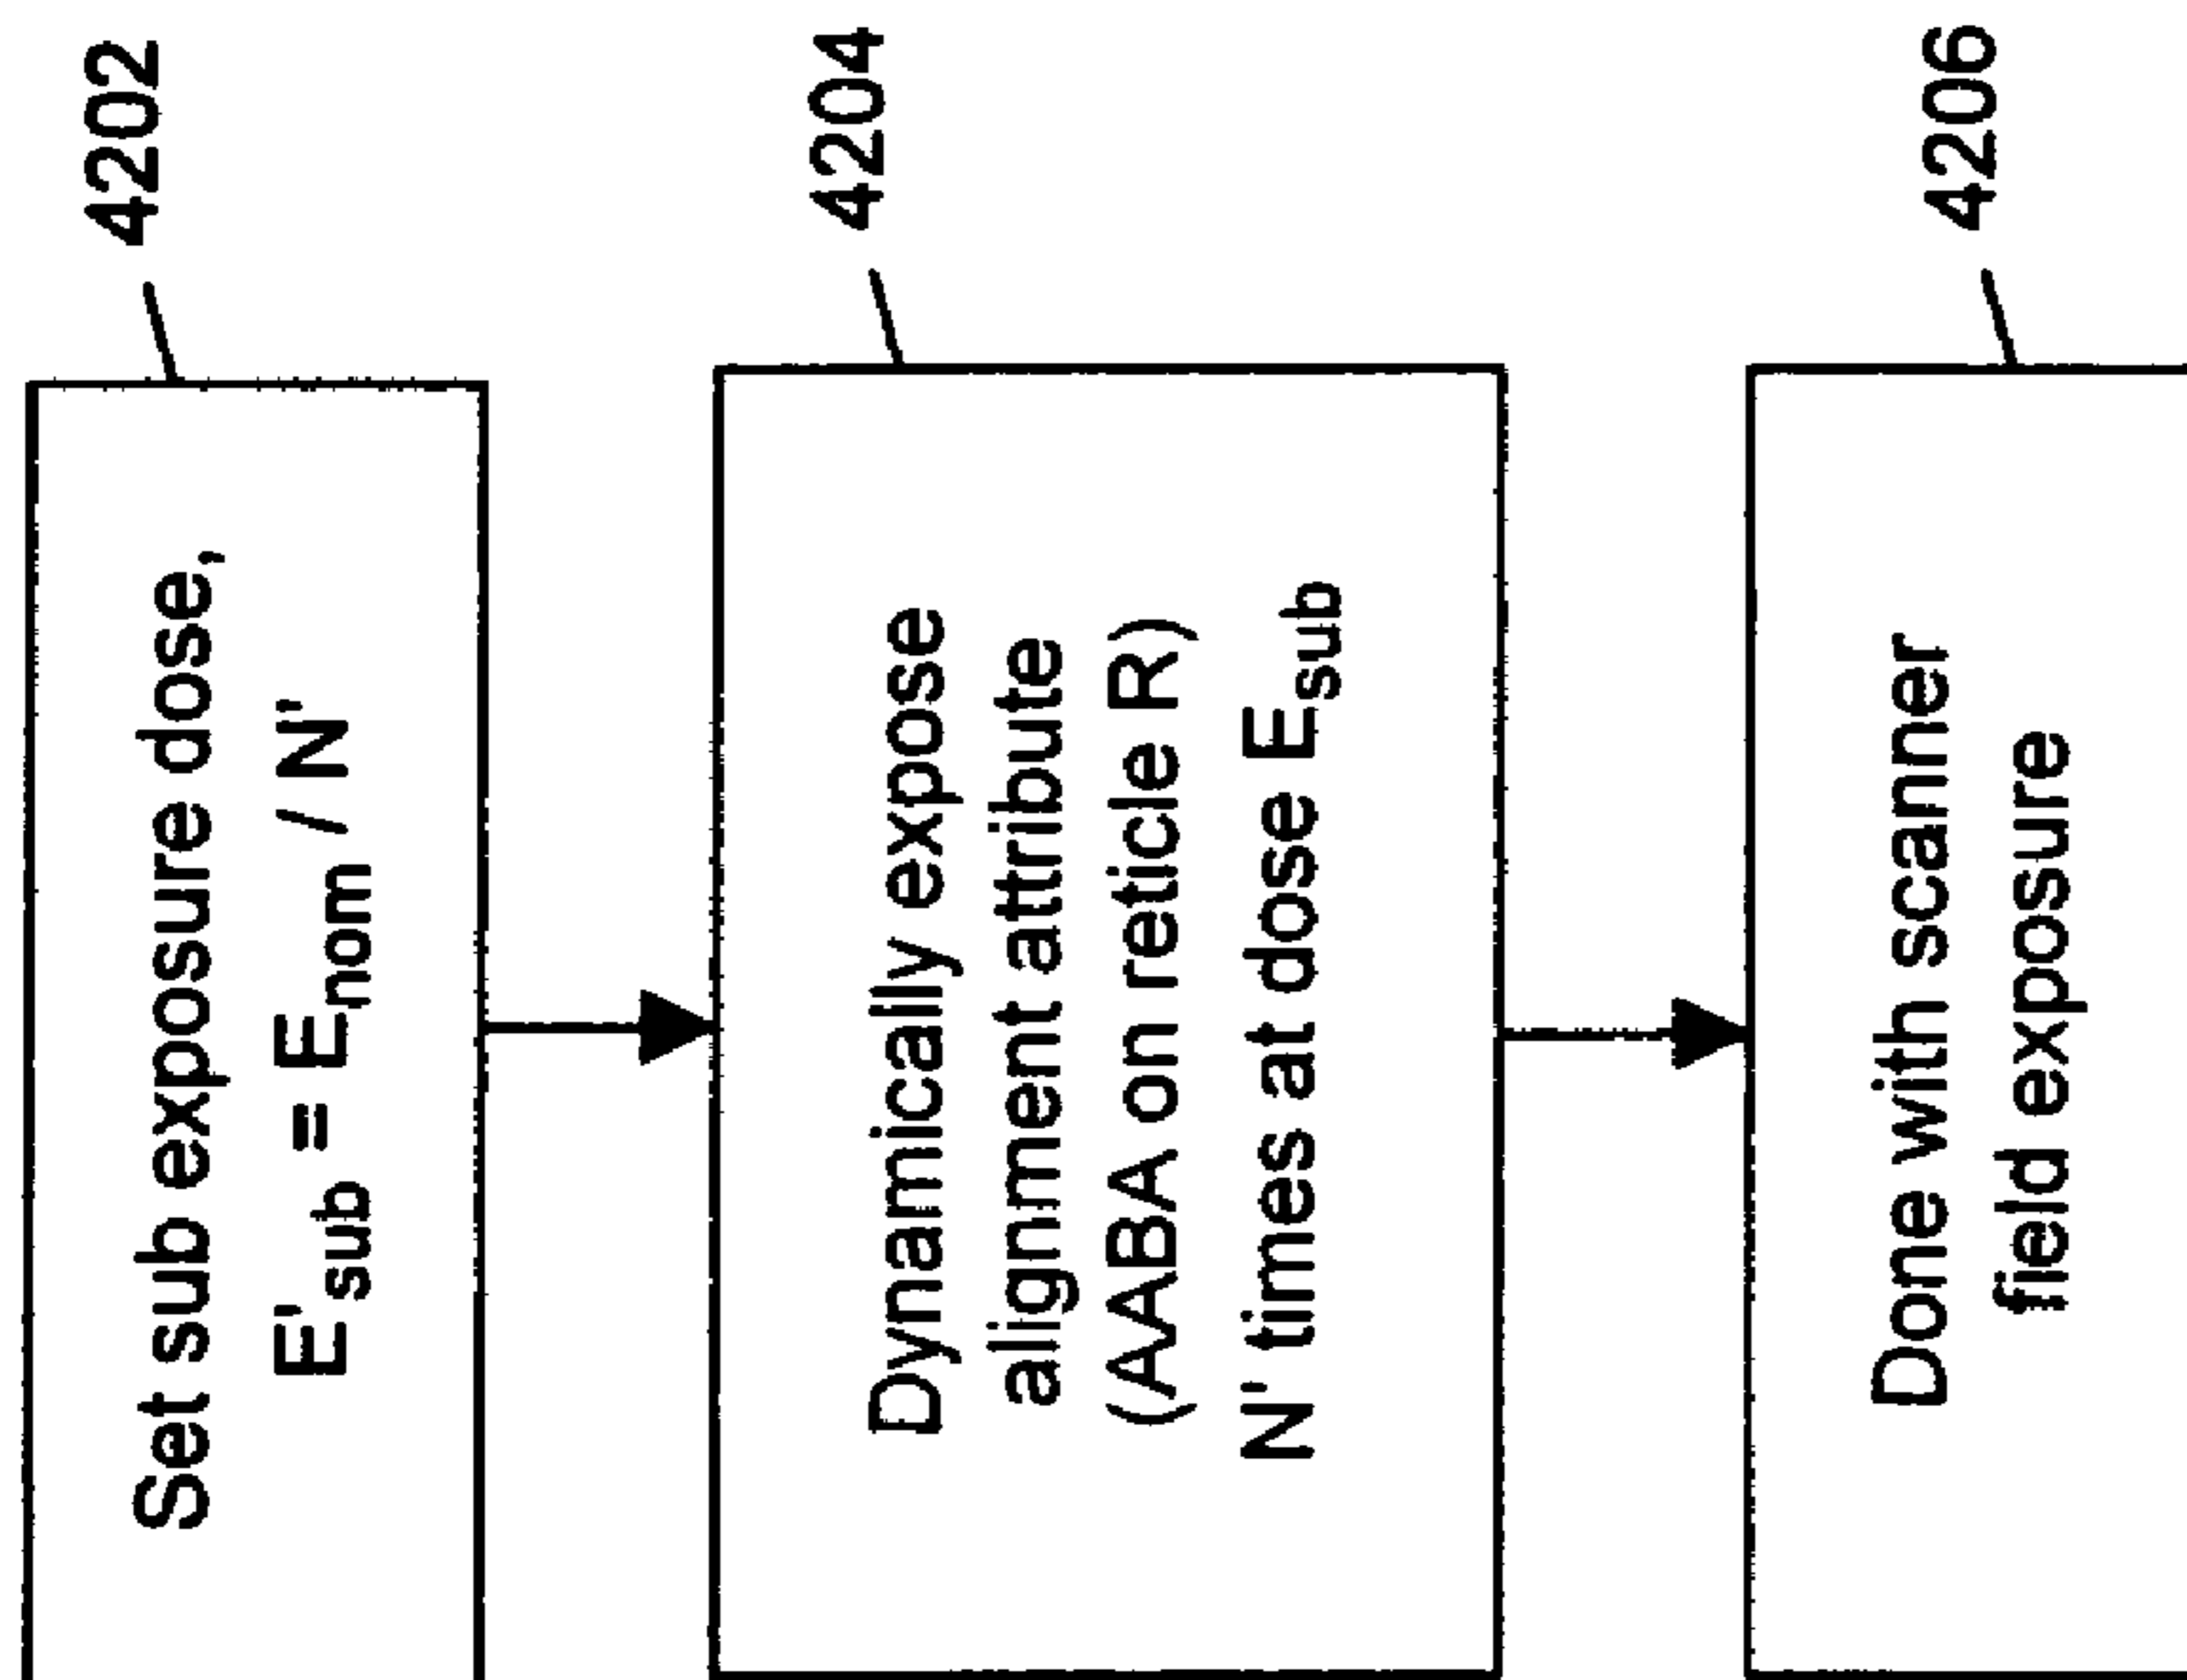 Set sub exposure dose,
E'sub = Enom / N'
4202
Dynamically expose
alignment attribute
(AABA on reticle R)
N' times at dose Esub
4204
Done with scanner
field exposure
4206